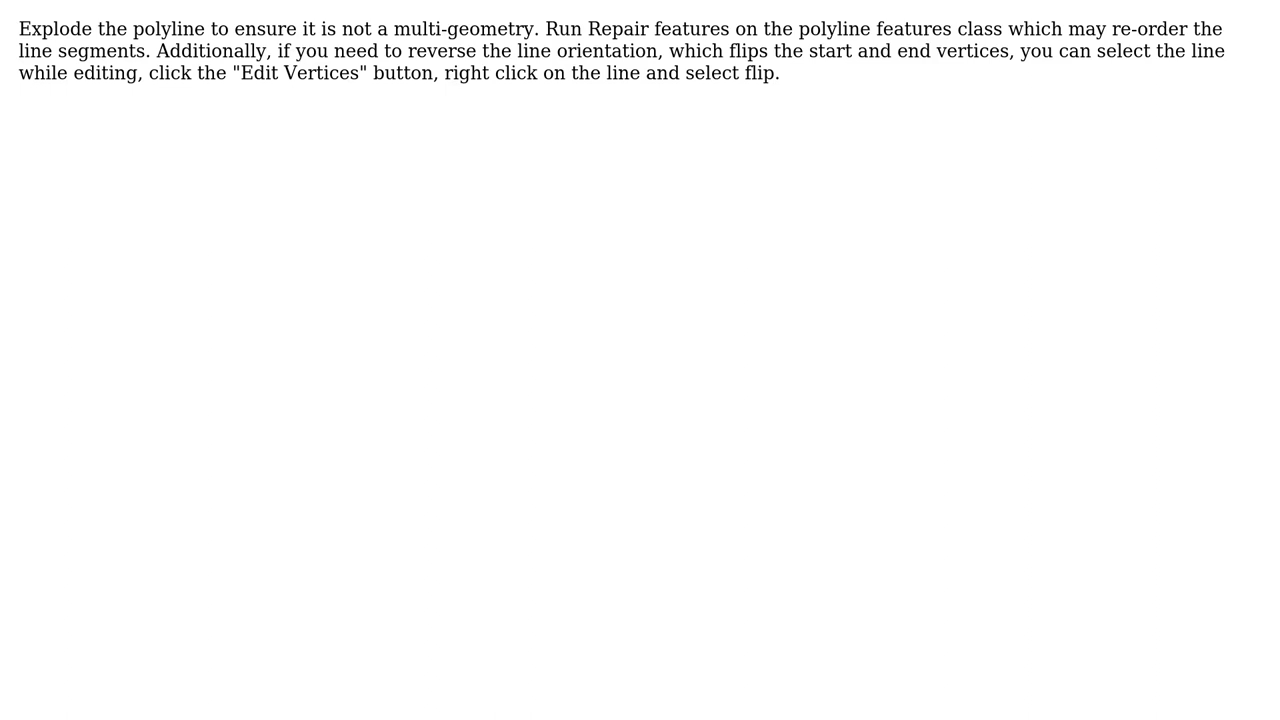 Explode the polyline to ensure it is not a multi-geometry. Run Repair features on the polyline features class which may re-order the
line segments. Additionally, if you need to reverse the line orientation, which flips the start and end vertices, you can select the line
while editing, click the "Edit Vertices" button, right click on the line and select flip.